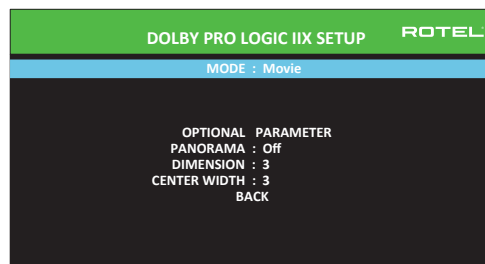 DOLBY PRO LOGIC IIX SETUP
ROTEL
MODE : Movie
OPTIONAL PARAMETER
PANORAMA : Off
DIMENSION : 3
CENTER WIDTH : 3
BACK